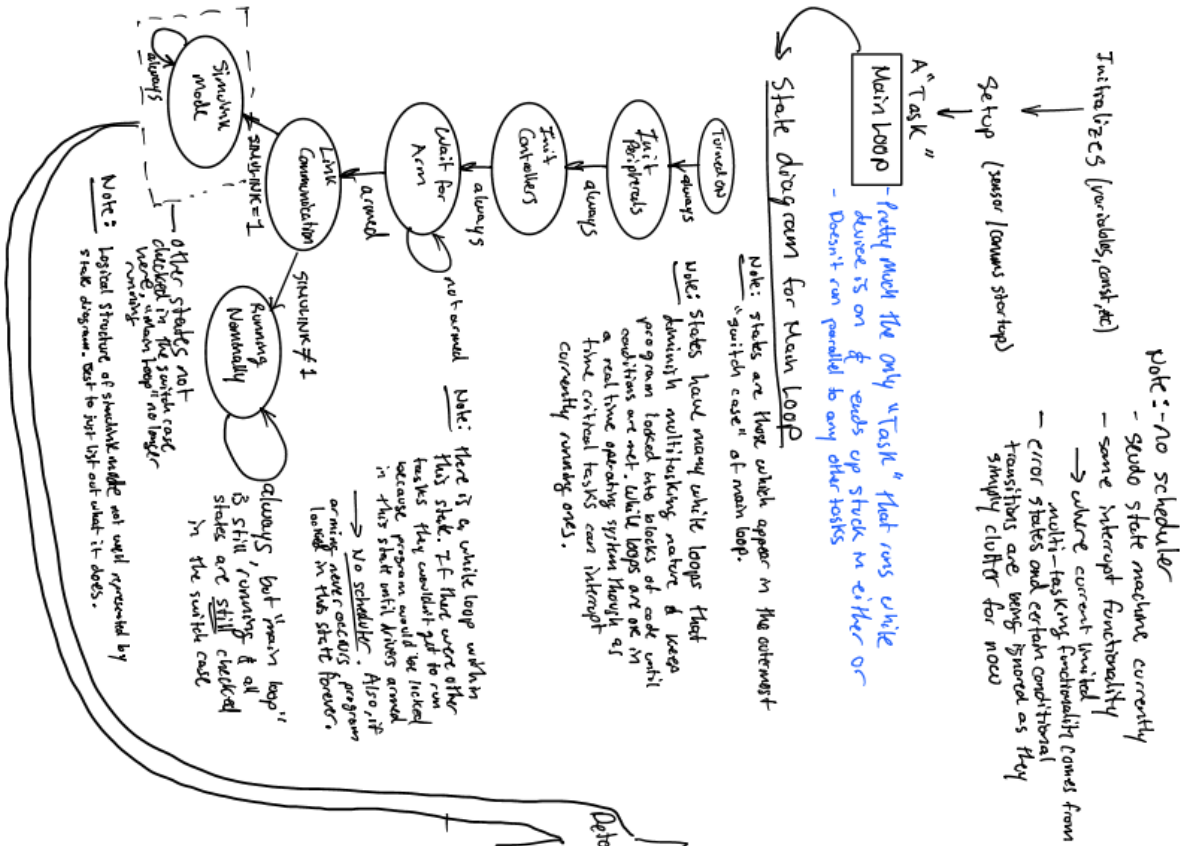 Note: - no scheduler
- seudo state machine currently
- some interrupt functionality
→ where current limited
multi-tasking functionality comes from
- error states and certain conditional
transitions are being ignored as they
simply clutter for now
Initializes (variables, const, etc)
Setup (sensor/comms startup)
A "Task"
Main Loop
- Pretty much the only "Task" that runs while
device is on & ends up stuck in either or
- Doesn't run parallel to any other tasks
State diagram for Main Loop
Note: states are those which appear in the outermost
"switch case" of main loop.
Turned ON
always
Init
Peripherals
always
Note: States have many while loops that
diminish multitasking nature & keep
program locked into blocks of code until
conditions are met. While loops are OK in
a real time operating system though as
time critical tasks can interrupt
currently running ones.
Init
Controllers
always
Wait for
Arm
not armed
armed
Note: there is a while loop within
this state. If there were other
tasks they wouldn't get to run
because program would be locked
in this state until drivers armed
→ No scheduler. Also, if
arming never occurs, program
locked in this state forever.
Link
Communication
SIMULINK=1
SIMULINK≠1
Simulink
Mode
always
Running
Nominally
always, but "main loop"
is still running & all
states are still checked
in the switch case
other states not
checked in the switch case
here, "Main loop" no longer
running
Note: Logical structure of simulink mode not well represented by
state diagram. Best to just list out what it does.